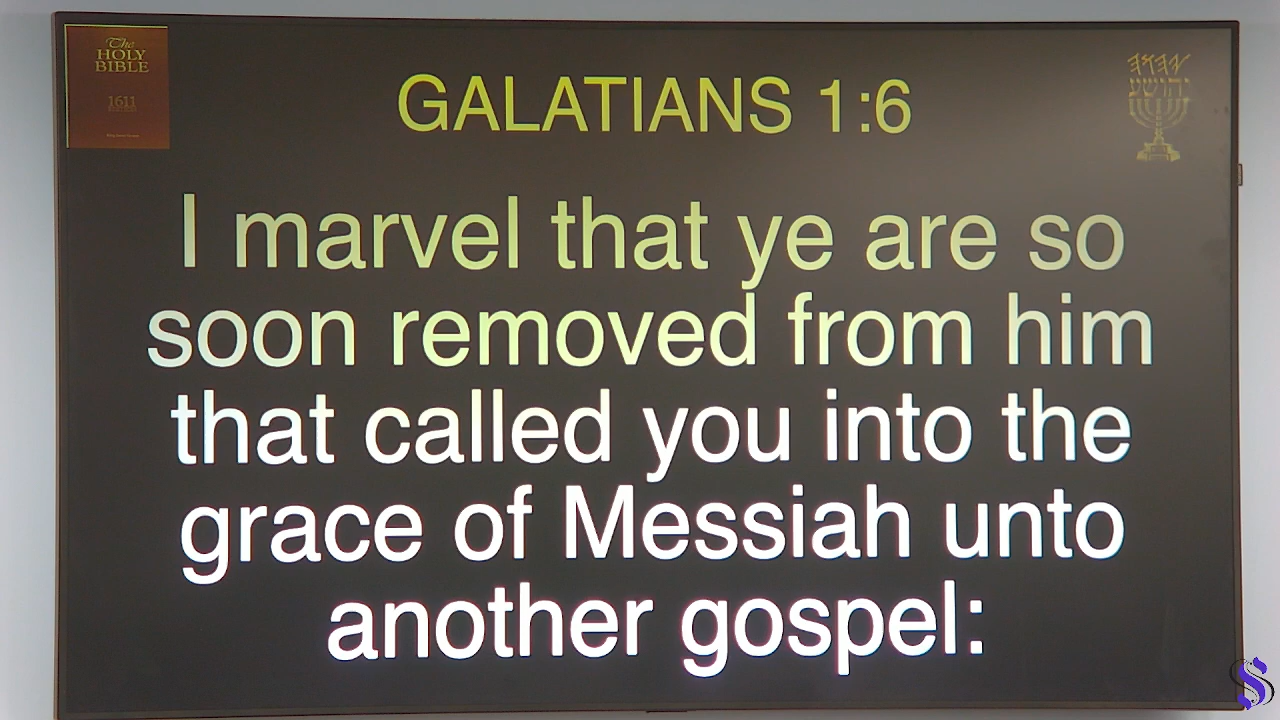 The
HOLY
BIBLE
1611
GALATIANS 1:6
יהושע
I marvel that ye are so
soon removed from him
that called you into the
grace of Messiah unto
another gospel:
S